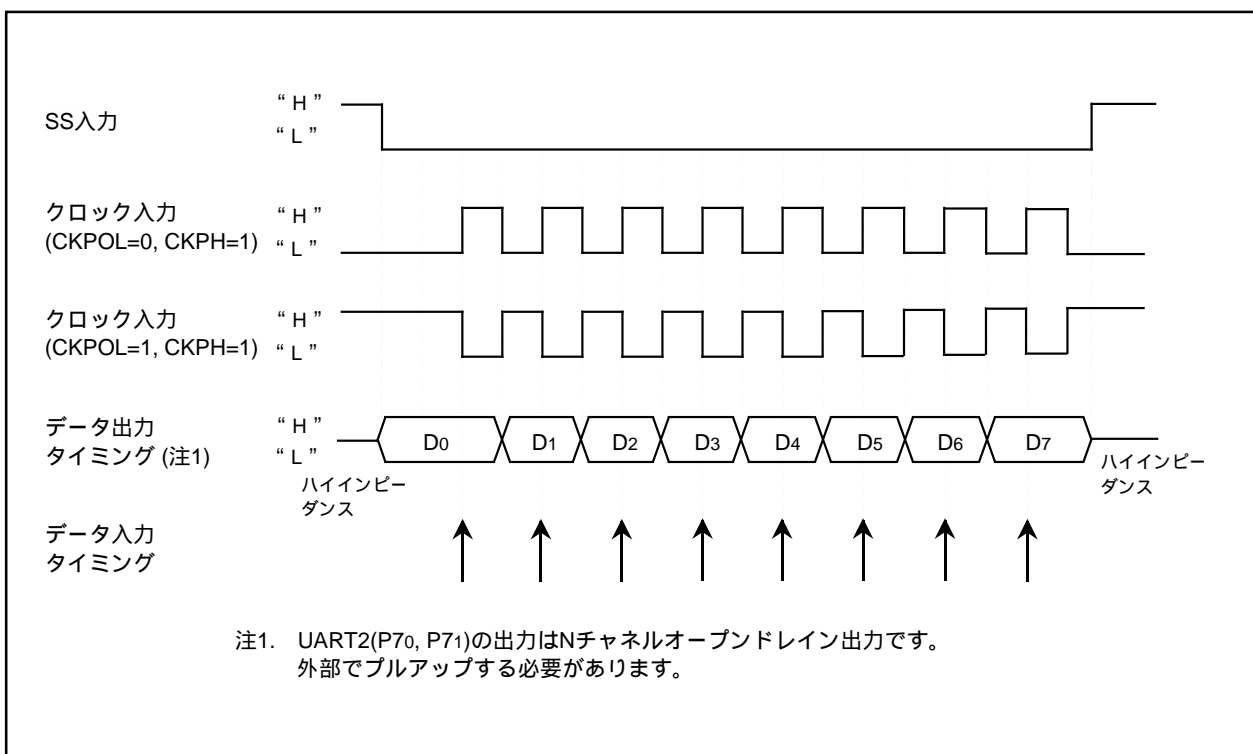 SS入力
“ H ”
“ L ”
クロック入力
(CKPOL=0, CKPH=1)
“ H ”
“ L ”
クロック入力
(CKPOL=1, CKPH=1)
“ H ”
“ L ”
データ出力
タイミング (注1)
“ H ”
“ L ”
D0 D1 D2 D3 D4 D5 D6 D7
ハイインピー
ダンス
ハイインピー
ダンス
データ入力
タイミング
注1. UART2(P70, P71)の出力はNチャネルオープンドレイン出力です。
外部でプルアップする必要があります。